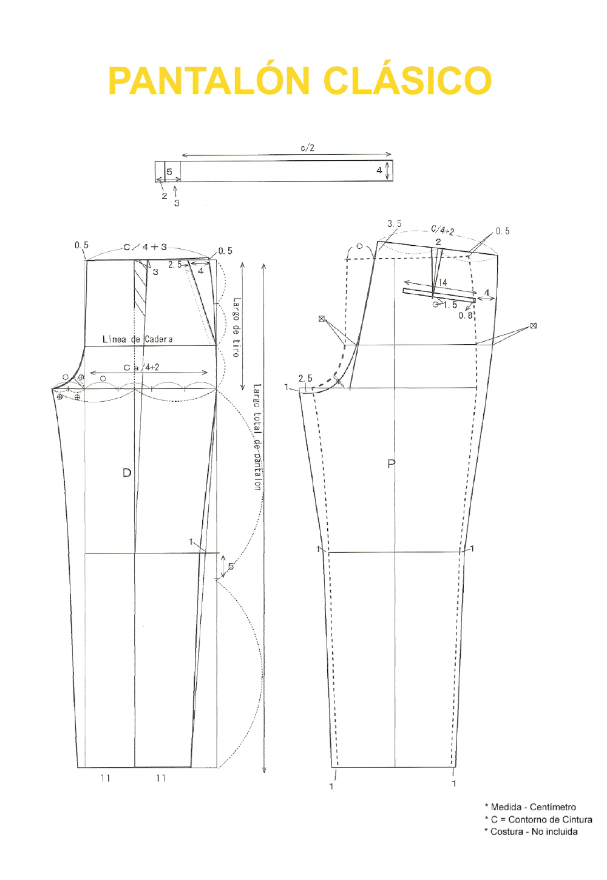 PANTALÓN CLÁSICO
c/2
5
4
2
3
0.5
C/4+3
0.5
2.5
4
3
Largo de tiro
Línea de Cadera
Ca/4+2
Largo total de pantalon
D
1
5
11
11
3.5
C/4+2
0.5
2
14
4
1.5
0.8
2.5
1
P
1
1
1
1
* Medida - Centímetro
* C = Contorno de Cintura
* Costura - No incluida